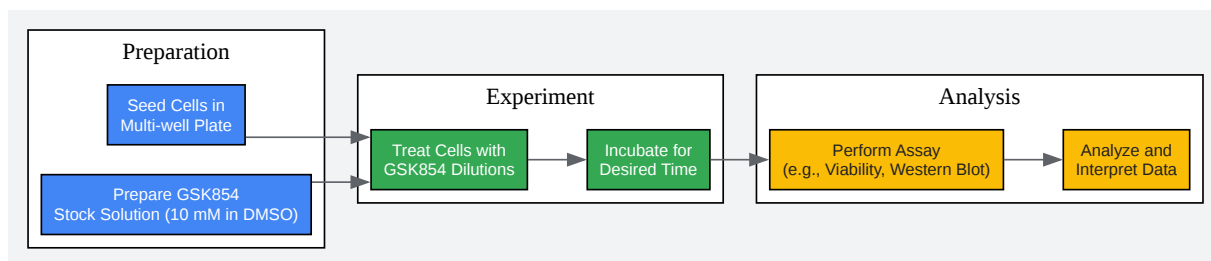 Preparation
Seed Cells in
Multi-well Plate
Prepare GSK854
Stock Solution (10 mM in DMSO)
Experiment
Treat Cells with
GSK854 Dilutions
Incubate for
Desired Time
Analysis
Perform Assay
(e.g., Viability, Western Blot)
Analyze and
Interpret Data